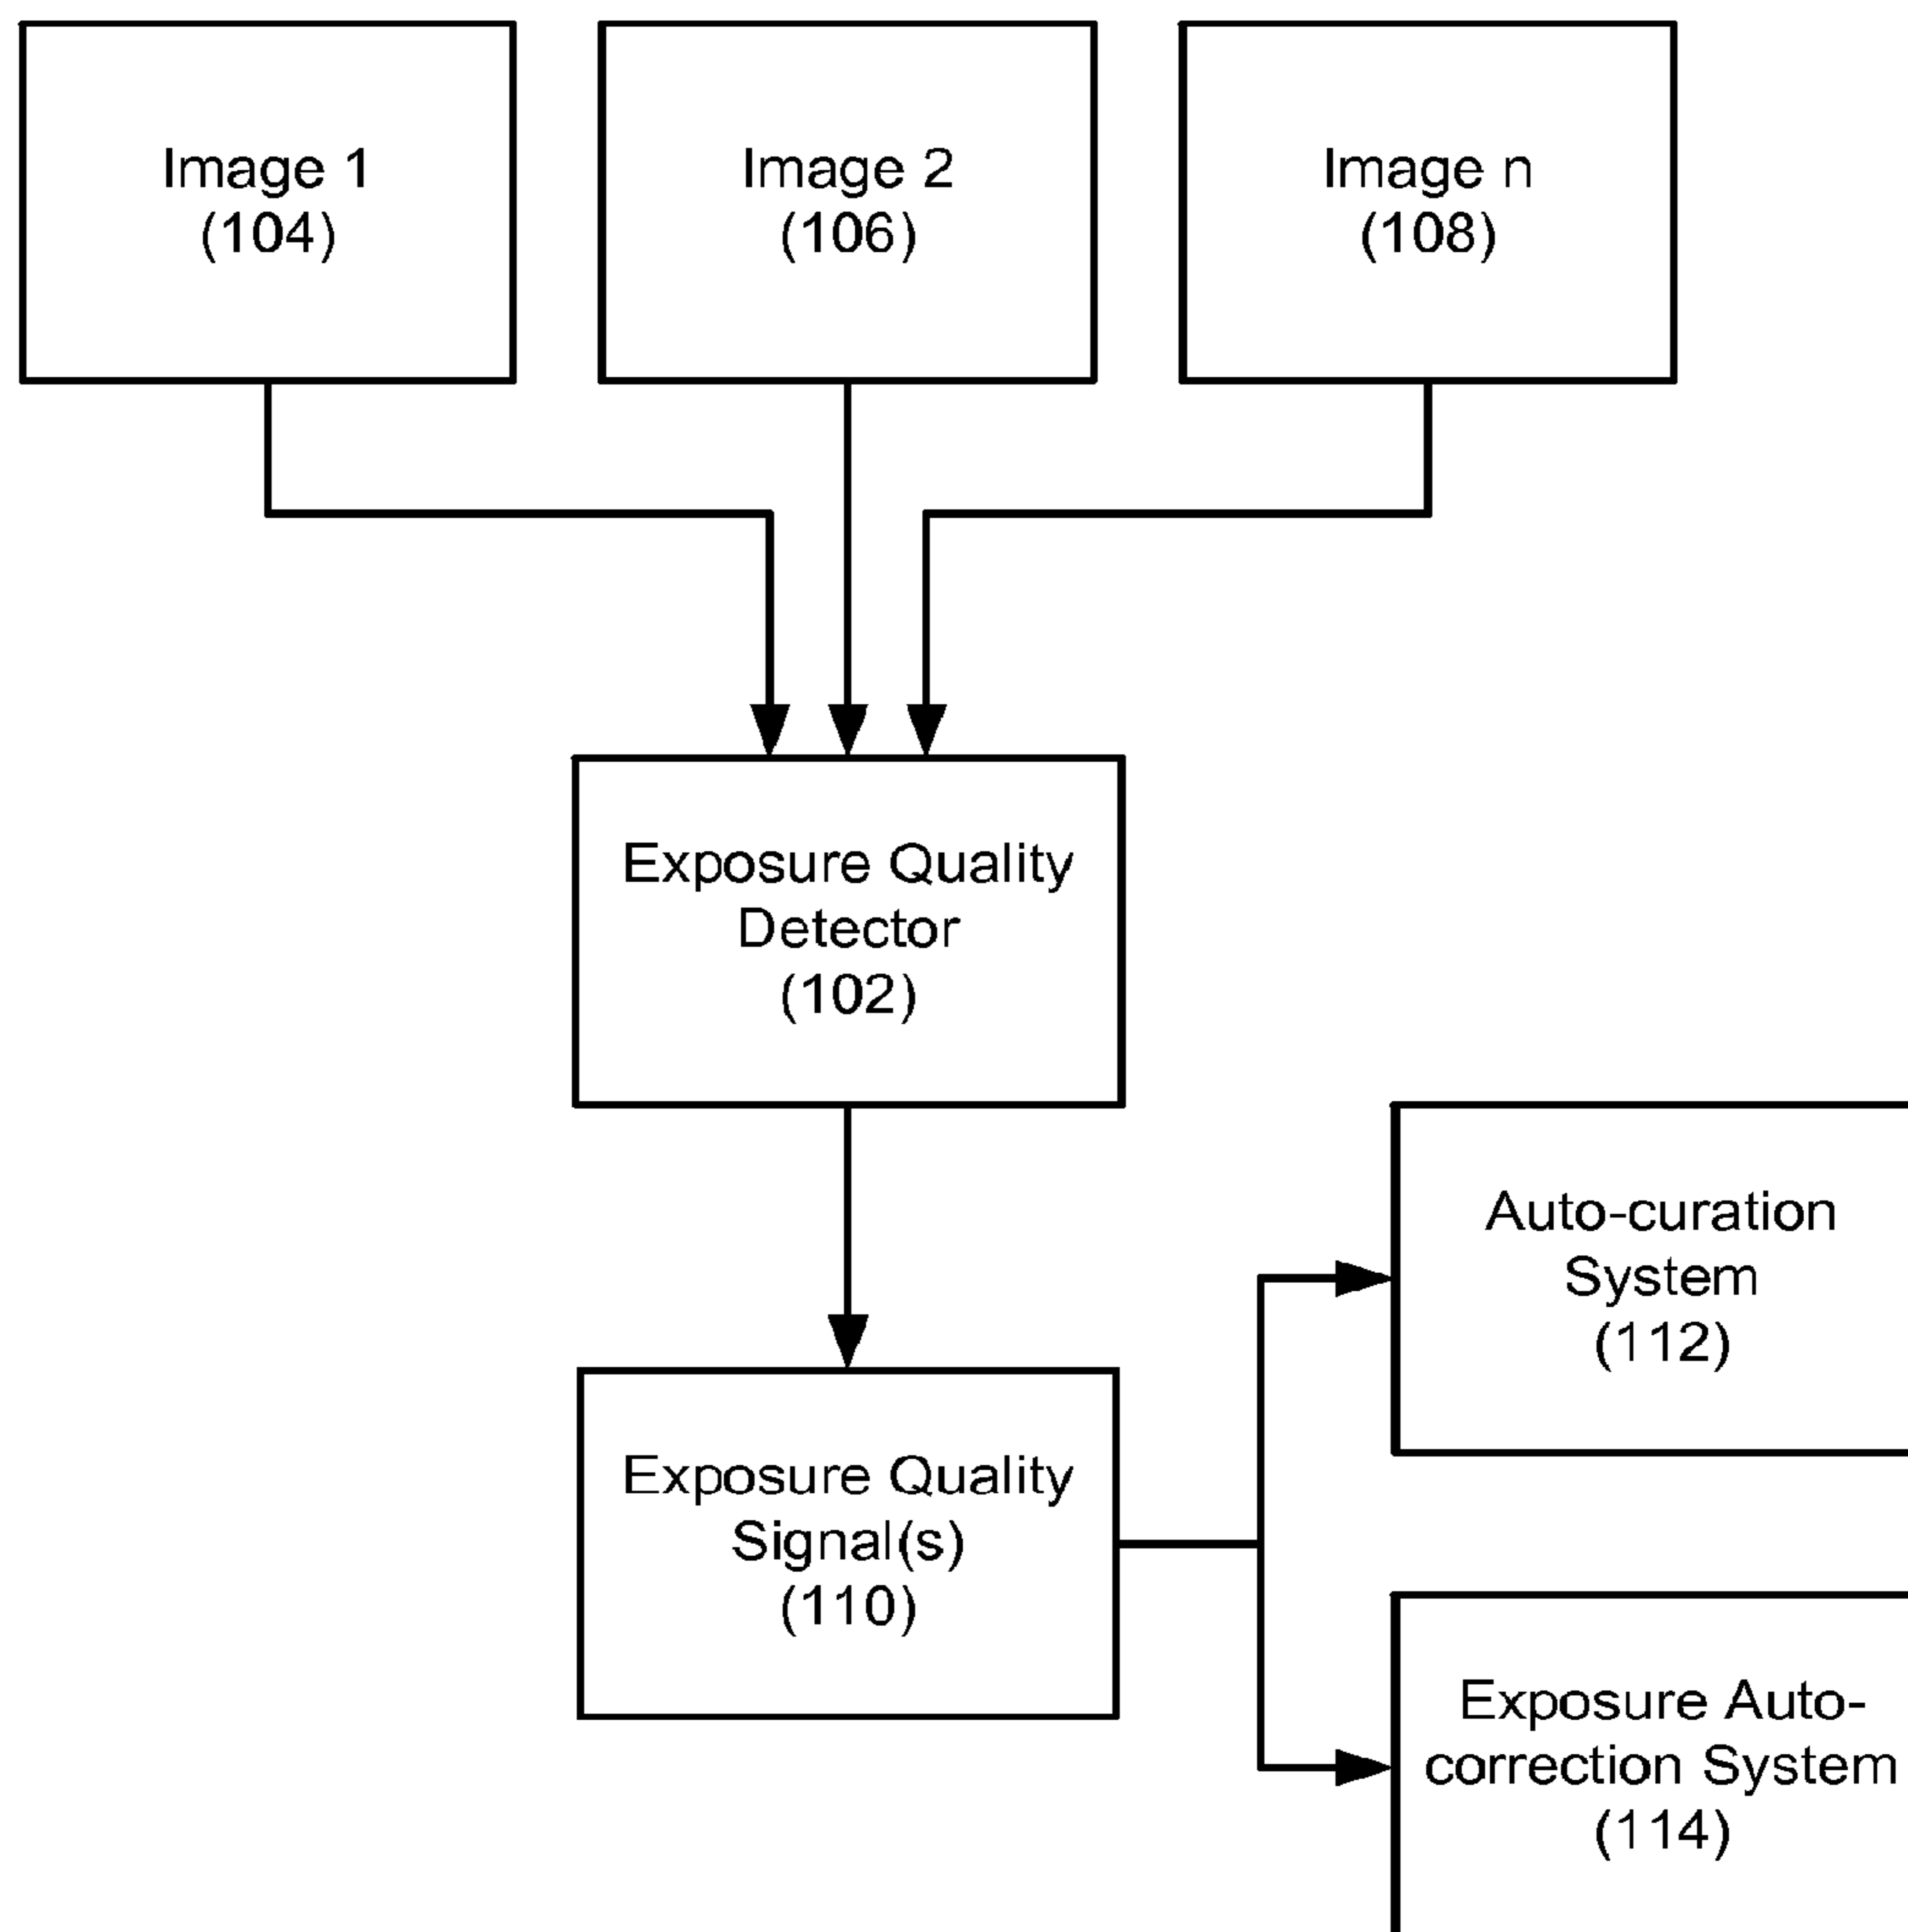 Image 1
(104)
Image 2
(106)
Image n
(108)
Exposure Quality
Detector
(102)
Auto-curation
System
(112)
Exposure Quality
Signal(s)
(110)
Exposure Auto-
correction System
(114)